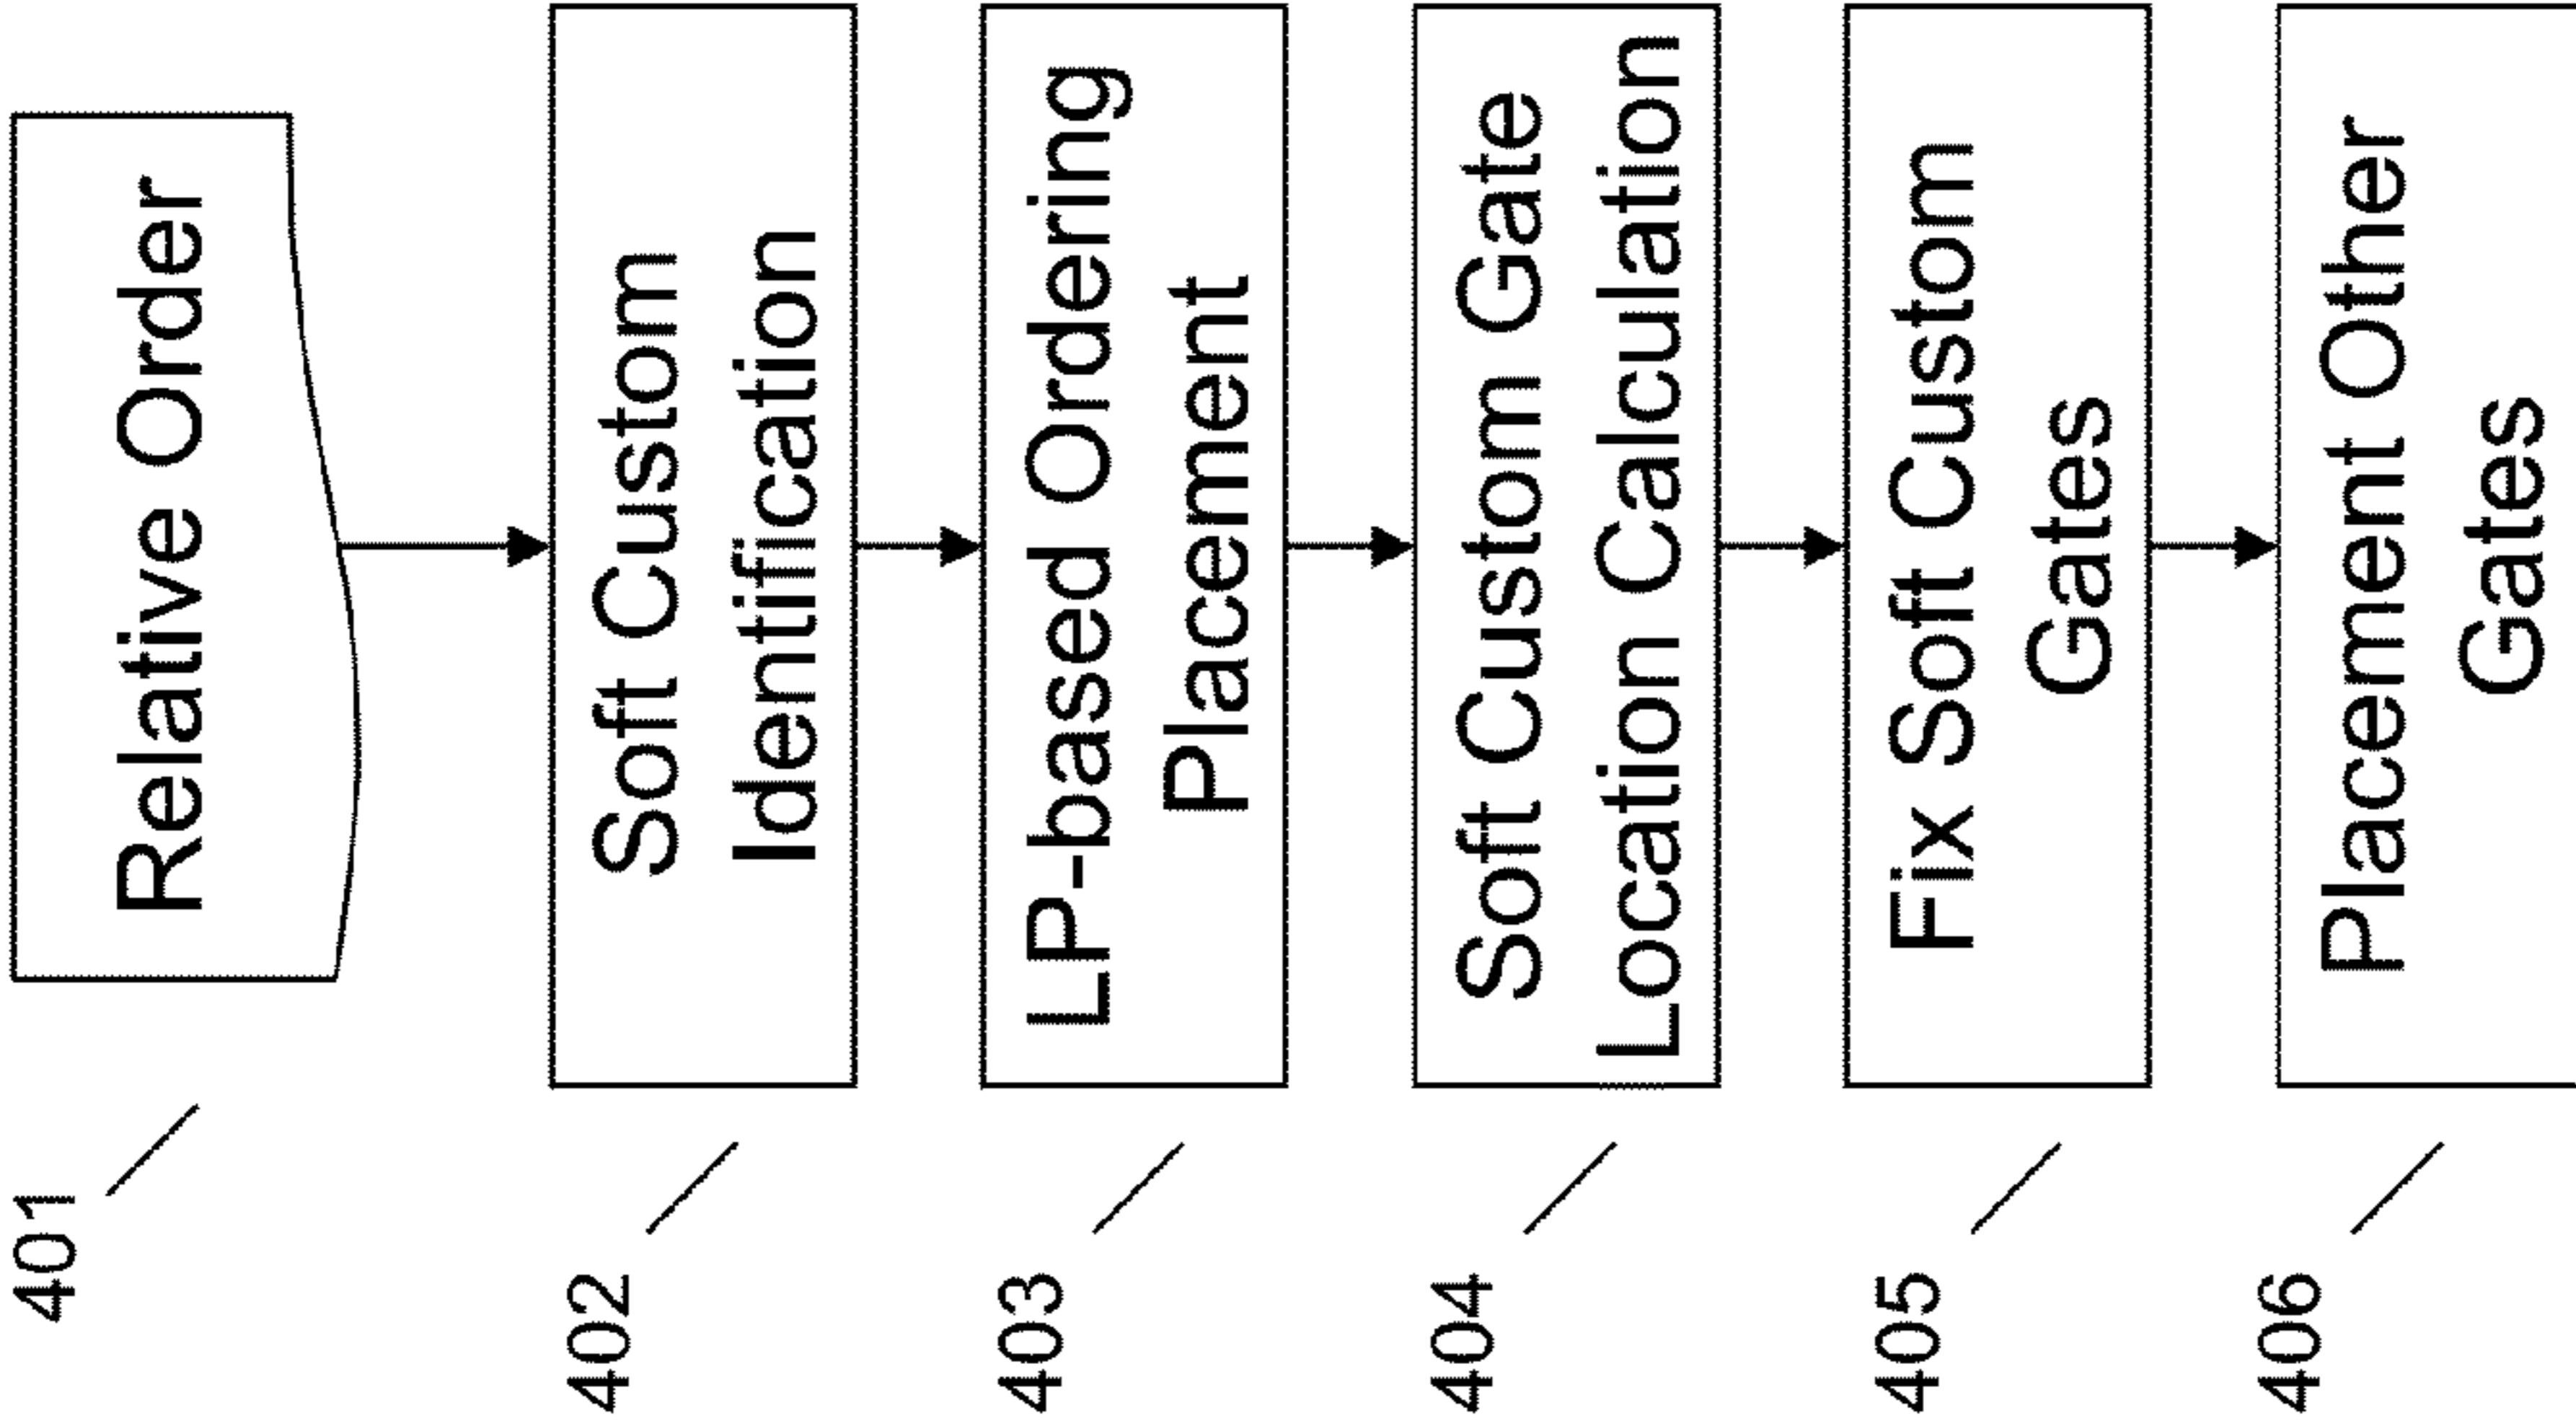 401
Relative Order
402
Soft Custom
Identification
403
LP-based Ordering
Placement
404
Soft Custom Gate
Location Calculation
405
Fix Soft Custom
Gates
406
Placement Other
Gates